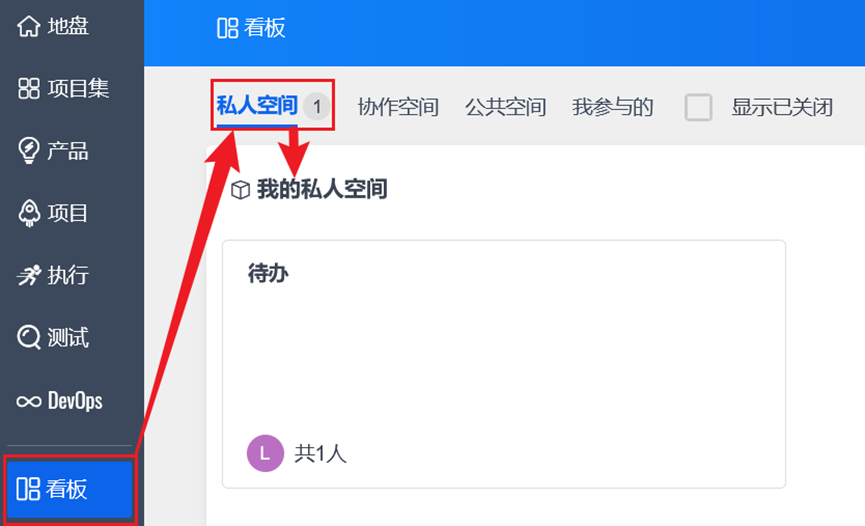 地盘
项目集
产品
项目
执行
测试
DevOps
看板
看板
私人空间 1 协作空间 公共空间 我参与的 显示已关闭
我的私人空间
待办
L 共1人